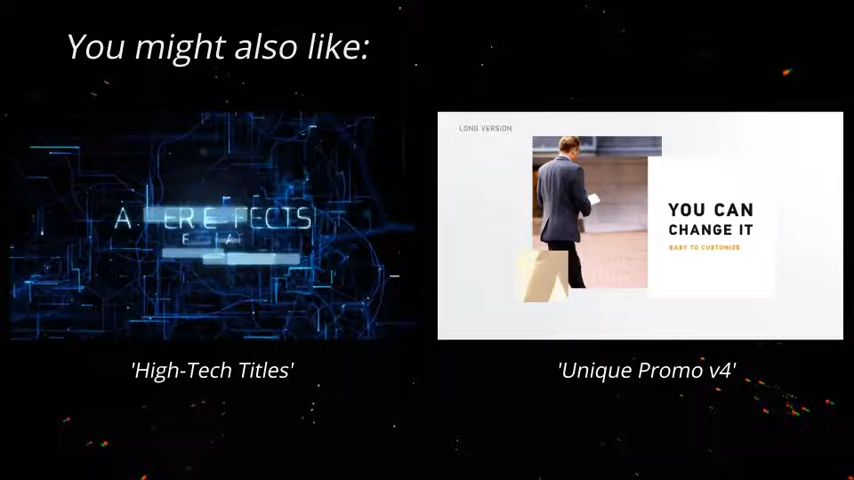 You might also like:
LONG VERSION
YOU CAN
CHANGE IT
EASY TO CUSTOMIZE
'High-Tech Titles'
'Unique Promo v4'